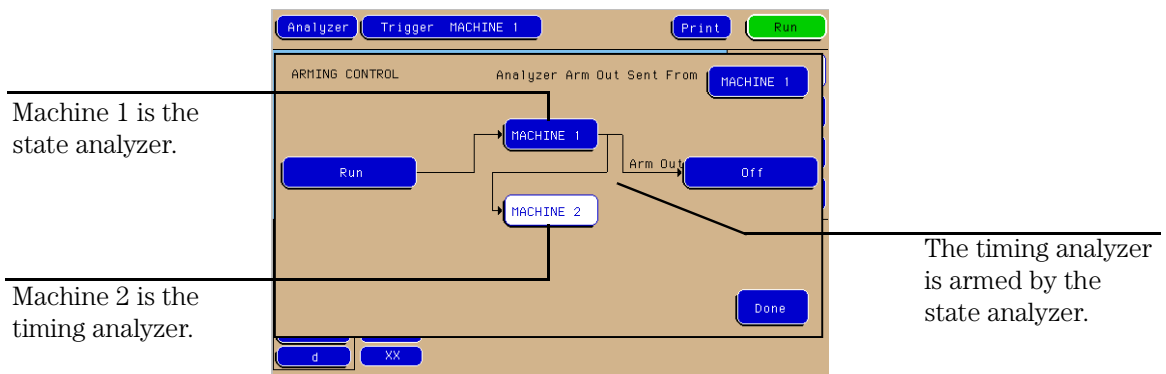 Analyzer Trigger MACHINE 1 Print Run
ARMING CONTROL Analyzer Arm Out Sent From MACHINE 1
Machine 1 is the
state analyzer.
MACHINE 1
Run Arm Out Off
MACHINE 2
The timing analyzer
is armed by the
state analyzer.
Machine 2 is the
timing analyzer.
Done
d XX